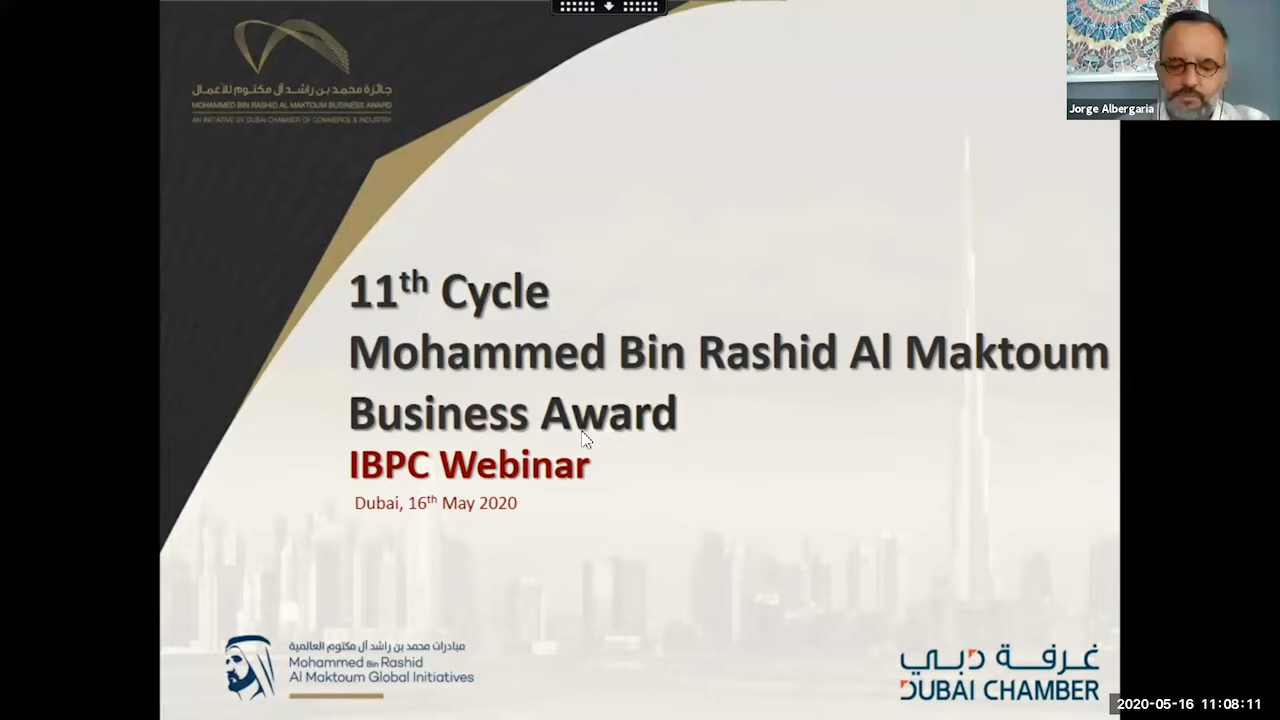 جائزة محمد بن راشد آل مكتوم للأعمال
MOHAMMED BIN RASHID AL MAKTOUM BUSINESS AWARD
AN INITIATIVE BY DUBAI CHAMBER OF COMMERCE & INDUSTRY
Jorge Albergaria
11th Cycle
Mohammed Bin Rashid Al Maktoum
Business Award
IBPC Webinar
Dubai, 16th May 2020
مبادرات محمد بن راشد آل مكتوم العالمية
Mohammed Bin Rashid
Al Maktoum Global Initiatives
غرفة دبي
DUBAI CHAMBER
2020-05-16 11:08:11